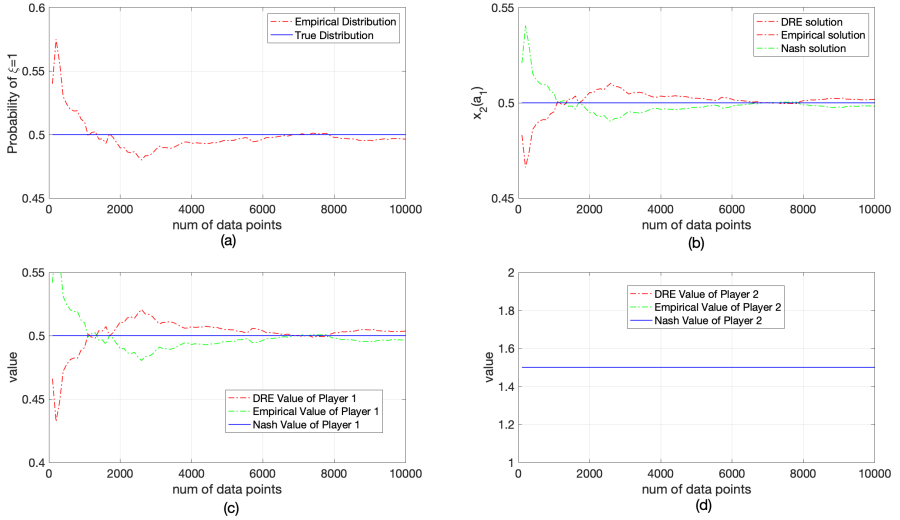 0.6
0.55
0.5
0.45
Probability of ξ=1
Empirical Distribution
True Distribution
0 2000 4000 6000 8000 10000
num of data points
(a)
0.55
0.5
0.45
x2(a1)
DRE solution
Empirical solution
Nash solution
0 2000 4000 6000 8000 10000
num of data points
(b)
0.55
0.5
0.45
0.4
value
DRE Value of Player 1
Empirical Value of Player 1
Nash Value of Player 1
0 2000 4000 6000 8000 10000
num of data points
(c)
2
1.8
1.6
1.4
1.2
1
value
DRE Value of Player 2
Empirical Value of Player 2
Nash Value of Player 2
0 2000 4000 6000 8000 10000
num of data points
(d)